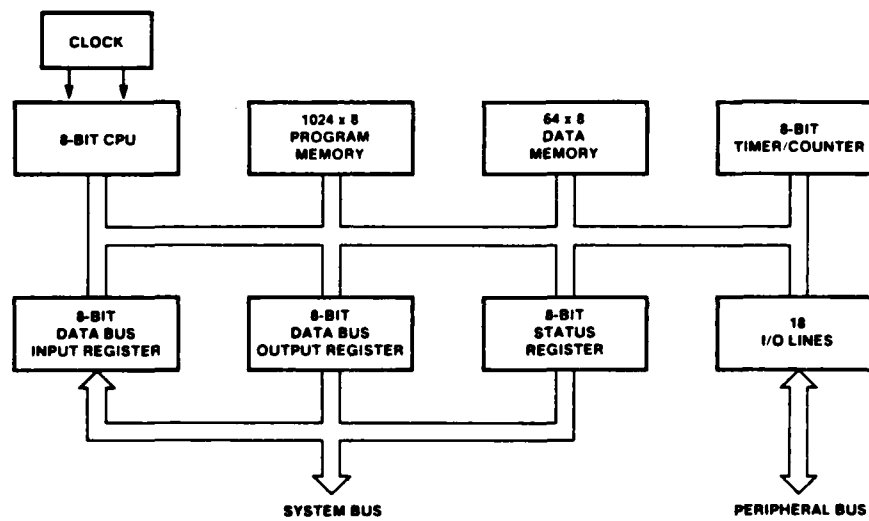 CLOCK
8-BIT CPU
1024 x 8
PROGRAM
MEMORY
64 x 8
DATA
MEMORY
8-BIT
TIMER/COUNTER
8-BIT
DATA BUS
INPUT REGISTER
8-BIT
DATA BUS
OUTPUT REGISTER
8-BIT
STATUS
REGISTER
18
I/O LINES
SYSTEM BUS
PERIPHERAL BUS